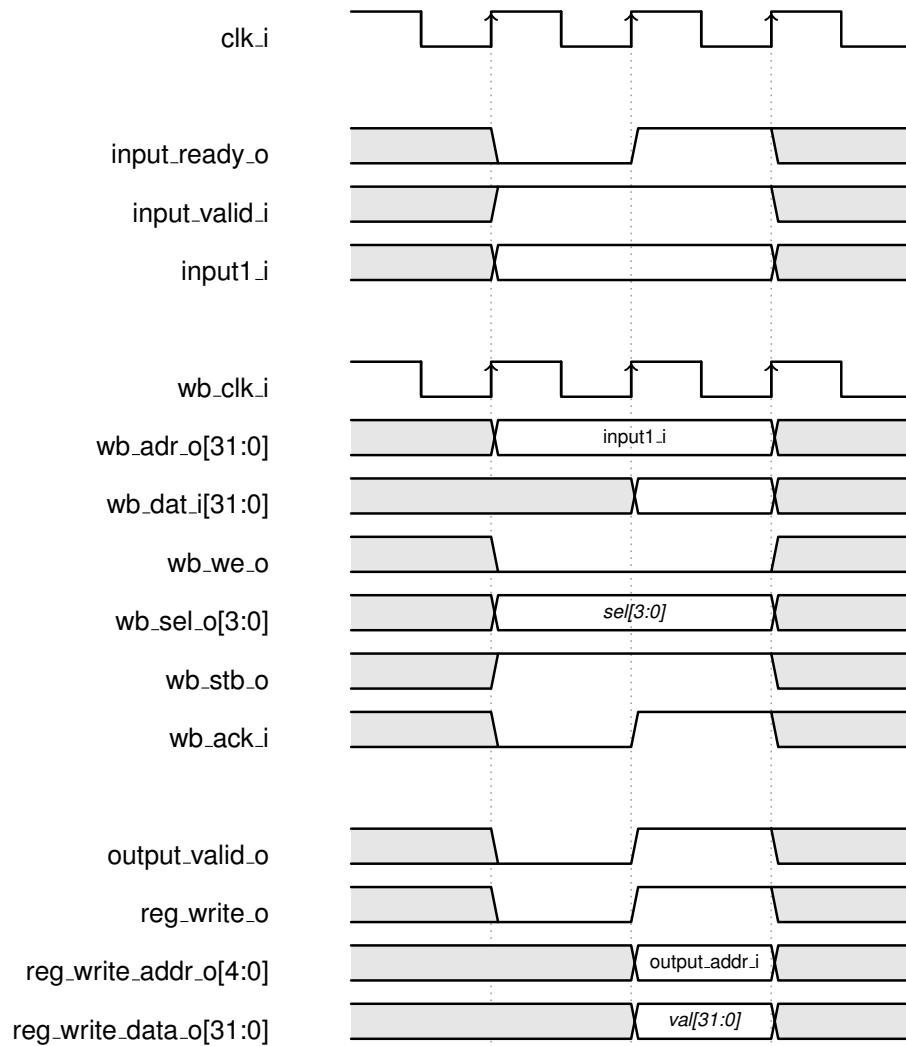 clk_i
input_ready_o
input_valid_i
input1_i
wb_clk_i
wb_adr_o[31:0] input1_i
wb_dat_i[31:0]
wb_we_o
wb_sel_o[3:0] sel[3:0]
wb_stb_o
wb_ack_i
output_valid_o
reg_write_o
reg_write_addr_o[4:0] output_addr_i
reg_write_data_o[31:0] val[31:0]